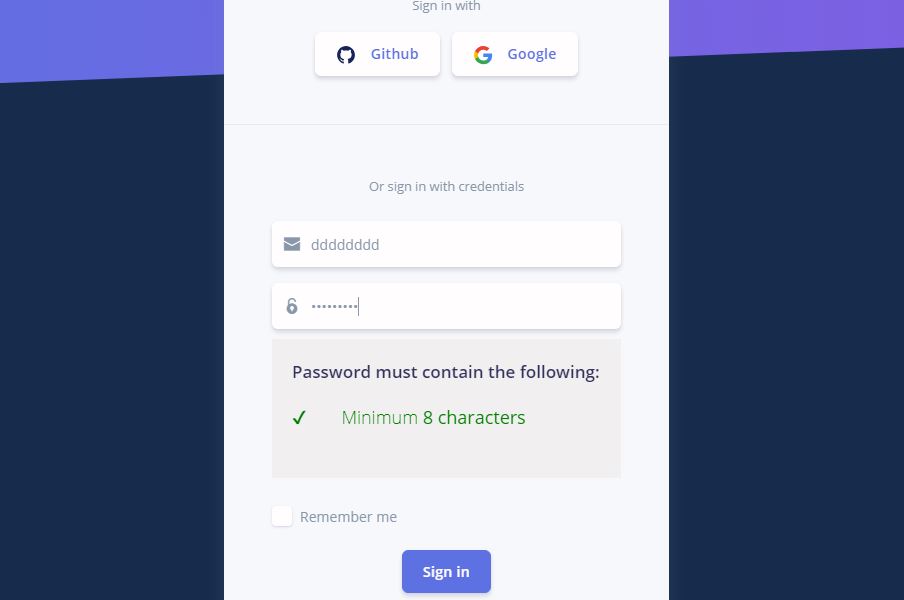 Sign in with
Github
Google
Or sign in with credentials
dddddddd
•••••••••
Password must contain the following:
✓ Minimum 8 characters
Remember me
Sign in